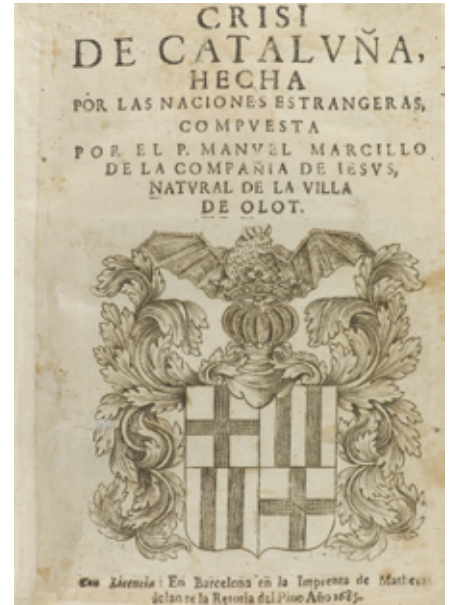 CRISI
DE CATALVÑA,
HECHA
POR LAS NACIONES ESTRANGERAS,
COMPVESTA
POR EL P. MANVEL MARCILLO
DE LA COMPAÑIA DE IESVS,
NATVRAL DE LA VILLA
DE OLOT.
Con Licencia: En Barcelona en la Imprenta de Mathevat
delante la Retoria del Pino Año 1685.